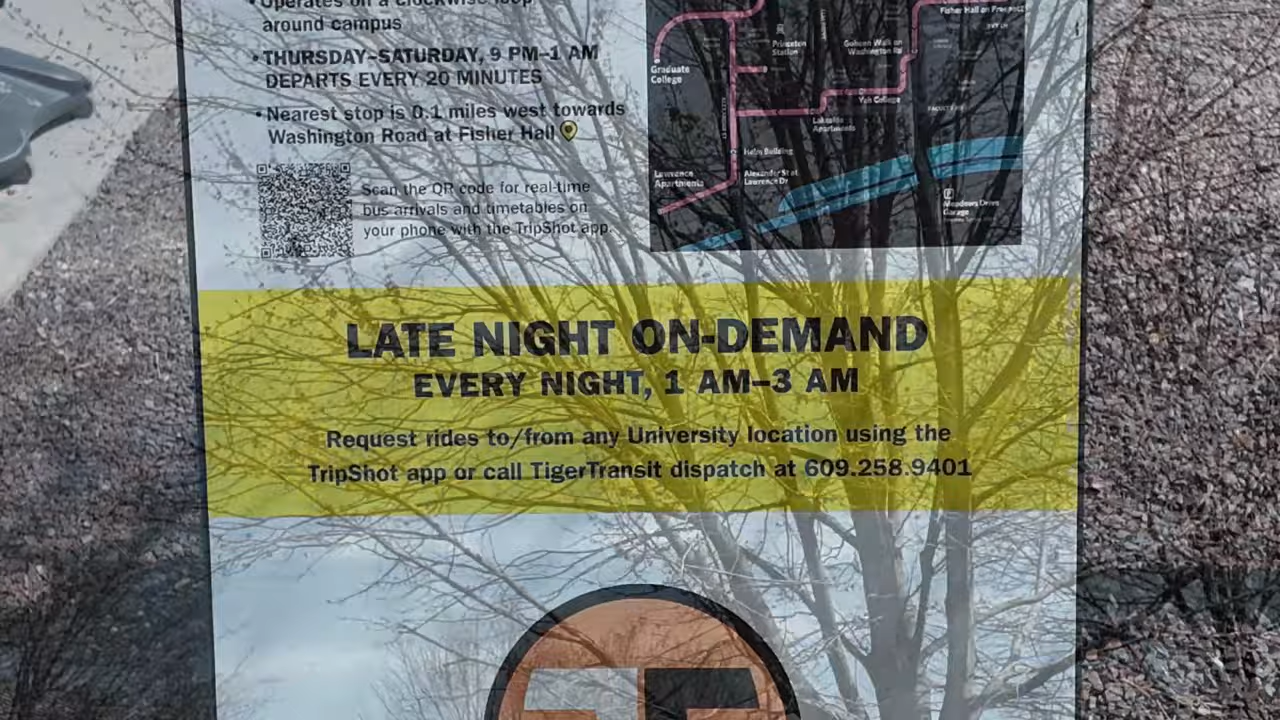 • Operates on a clockwise loop
around campus
• THURSDAY–SATURDAY, 9 PM–1 AM
DEPARTS EVERY 20 MINUTES
• Nearest stop is 0.1 miles west towards
Washington Road at Fisher Hall
Scan the QR code for real-time
bus arrivals and timetables on
your phone with the TripShot app.
Fisher Hall on Prospect
Princeton
Station
Goheen Walk on
Washington Rd
Graduate
College
Yeh College
Lakeside
Apartments
Helm Building
Lawrence
Apartments
Alexander St at
Lawrence Dr
P
Meadows Drive
Garage
LATE NIGHT ON-DEMAND
EVERY NIGHT, 1 AM–3 AM
Request rides to/from any University location using the
TripShot app or call TigerTransit dispatch at 609.258.9401